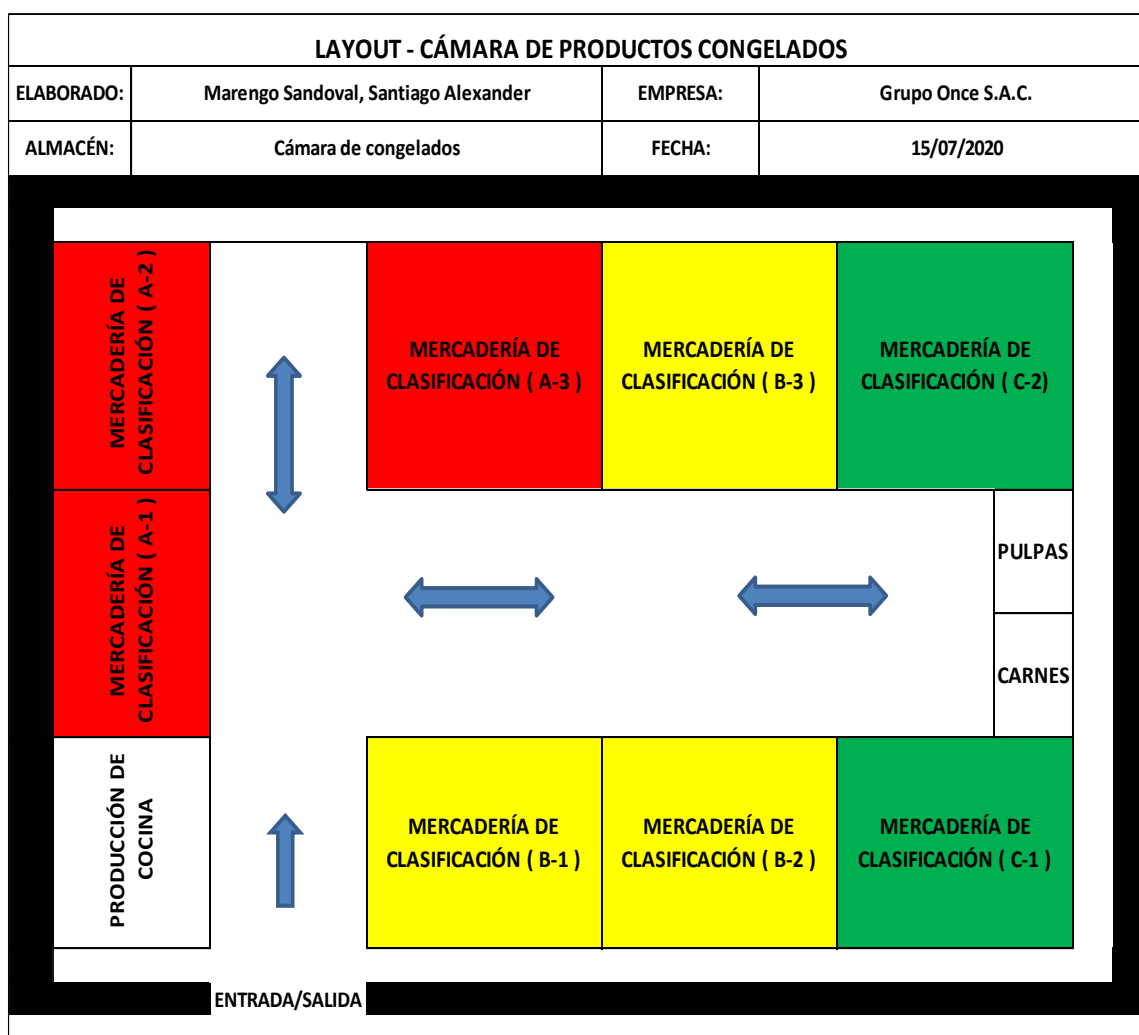 LAYOUT - CÁMARA DE PRODUCTOS CONGELADOS
ELABORADO: Marengo Sandoval, Santiago Alexander EMPRESA: Grupo Once S.A.C.
ALMACÉN: Cámara de congelados FECHA: 15/07/2020
MERCADERÍA DE
CLASIFICACIÓN ( A-2 )
MERCADERÍA DE
CLASIFICACIÓN ( A-3 )
MERCADERÍA DE
CLASIFICACIÓN ( B-3 )
MERCADERÍA DE
CLASIFICACIÓN ( C-2)
MERCADERÍA DE
CLASIFICACIÓN ( A-1 )
PULPAS
CARNES
PRODUCCIÓN DE
COCINA
MERCADERÍA DE
CLASIFICACIÓN ( B-1 )
MERCADERÍA DE
CLASIFICACIÓN ( B-2 )
MERCADERÍA DE
CLASIFICACIÓN ( C-1 )
ENTRADA/SALIDA